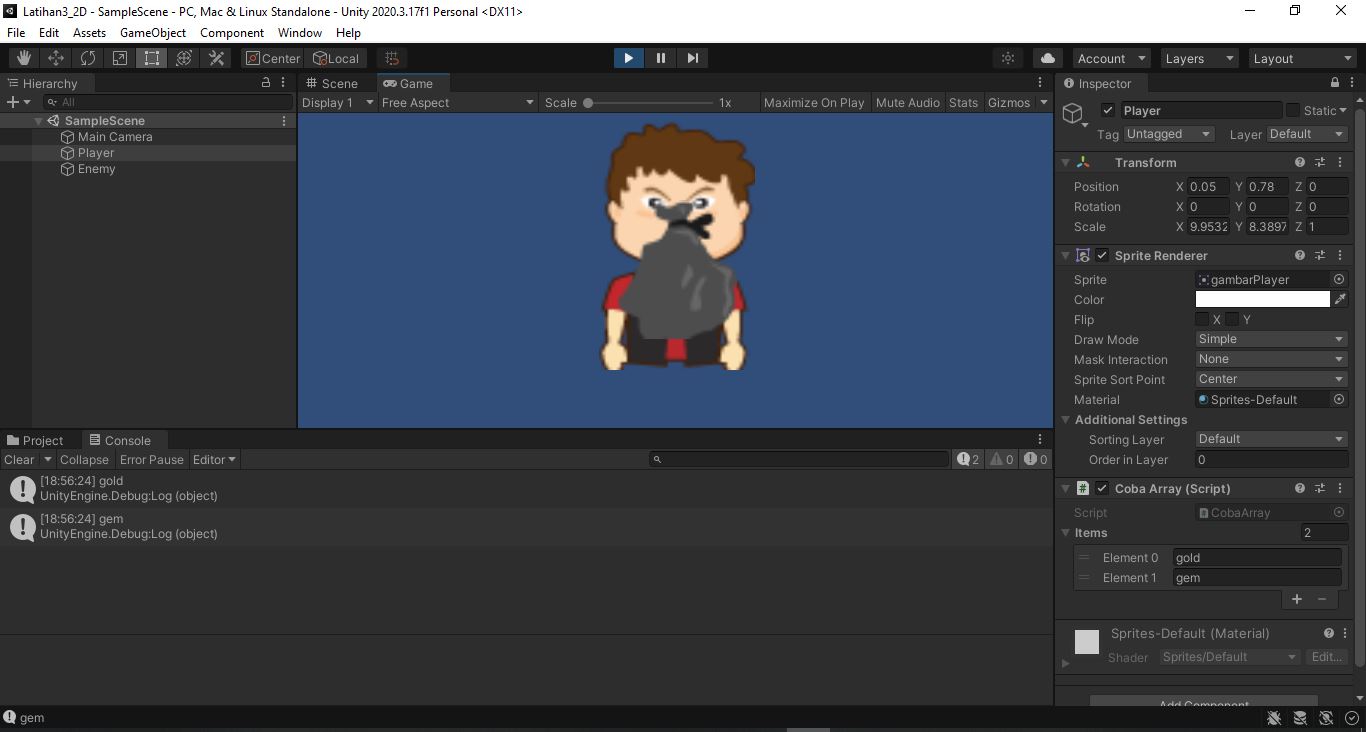 Latihan3_2D - SampleScene - PC, Mac & Linux Standalone - Unity 2020.3.17f1 Personal <DX11>
File Edit Assets GameObject Component Window Help
Center Local Account Layers Layout
Hierarchy
All
SampleScene
Main Camera
Player
Enemy
Scene Game
Display 1 Free Aspect Scale 1x Maximize On Play Mute Audio Stats Gizmos
Project Console
Clear Collapse Error Pause Editor 2 0 0
[18:56:24] gold
UnityEngine.Debug:Log (object)
[18:56:24] gem
UnityEngine.Debug:Log (object)
Inspector
Player Static
Tag Untagged Layer Default
Transform
Position X 0.05 Y 0.78 Z 0
Rotation X 0 Y 0 Z 0
Scale X 9.9532 Y 8.3897 Z 1
Sprite Renderer
Sprite gambarPlayer
Color
Flip X Y
Draw Mode Simple
Mask Interaction None
Sprite Sort Point Center
Material Sprites-Default
Additional Settings
Sorting Layer Default
Order in Layer 0
Coba Array (Script)
Script CobaArray
Items 2
Element 0 gold
Element 1 gem
Sprites-Default (Material)
Shader Sprites/Default Edit...
Add Component
gem